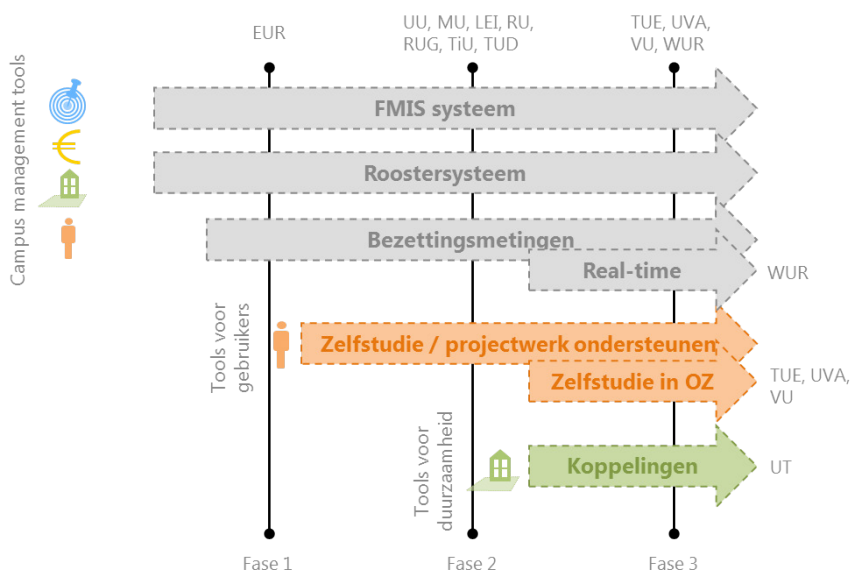 EUR
UU, MU, LEI, RU,
RUG, TiU, TUD
TUE, UVA,
VU, WUR
Campus management tools
FMIS systeem
Roostersysteem
Bezettingsmetingen
Real-time
WUR
Tools voor
gebruikers
Zelfstudie / projectwerk ondersteunen
Zelfstudie in OZ
TUE, UVA,
VU
Tools voor
duurzaamheid
Koppelingen
UT
Fase 1
Fase 2
Fase 3